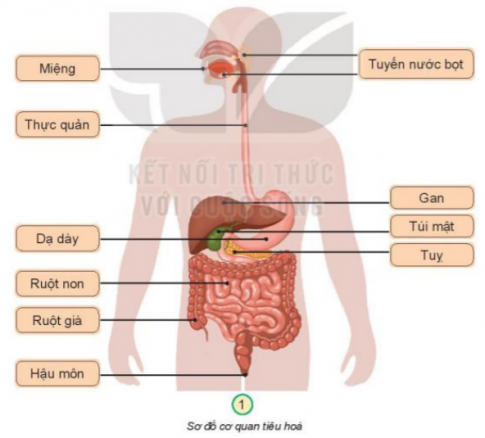 Miệng
Tuyến nước bọt
Thực quản
KẾT NỐI TRI THỨC
VỚI CUỘC SỐNG
Gan
Túi mật
Dạ dày
Tuỵ
Ruột non
Ruột già
Hậu môn
1
Sơ đồ cơ quan tiêu hoá